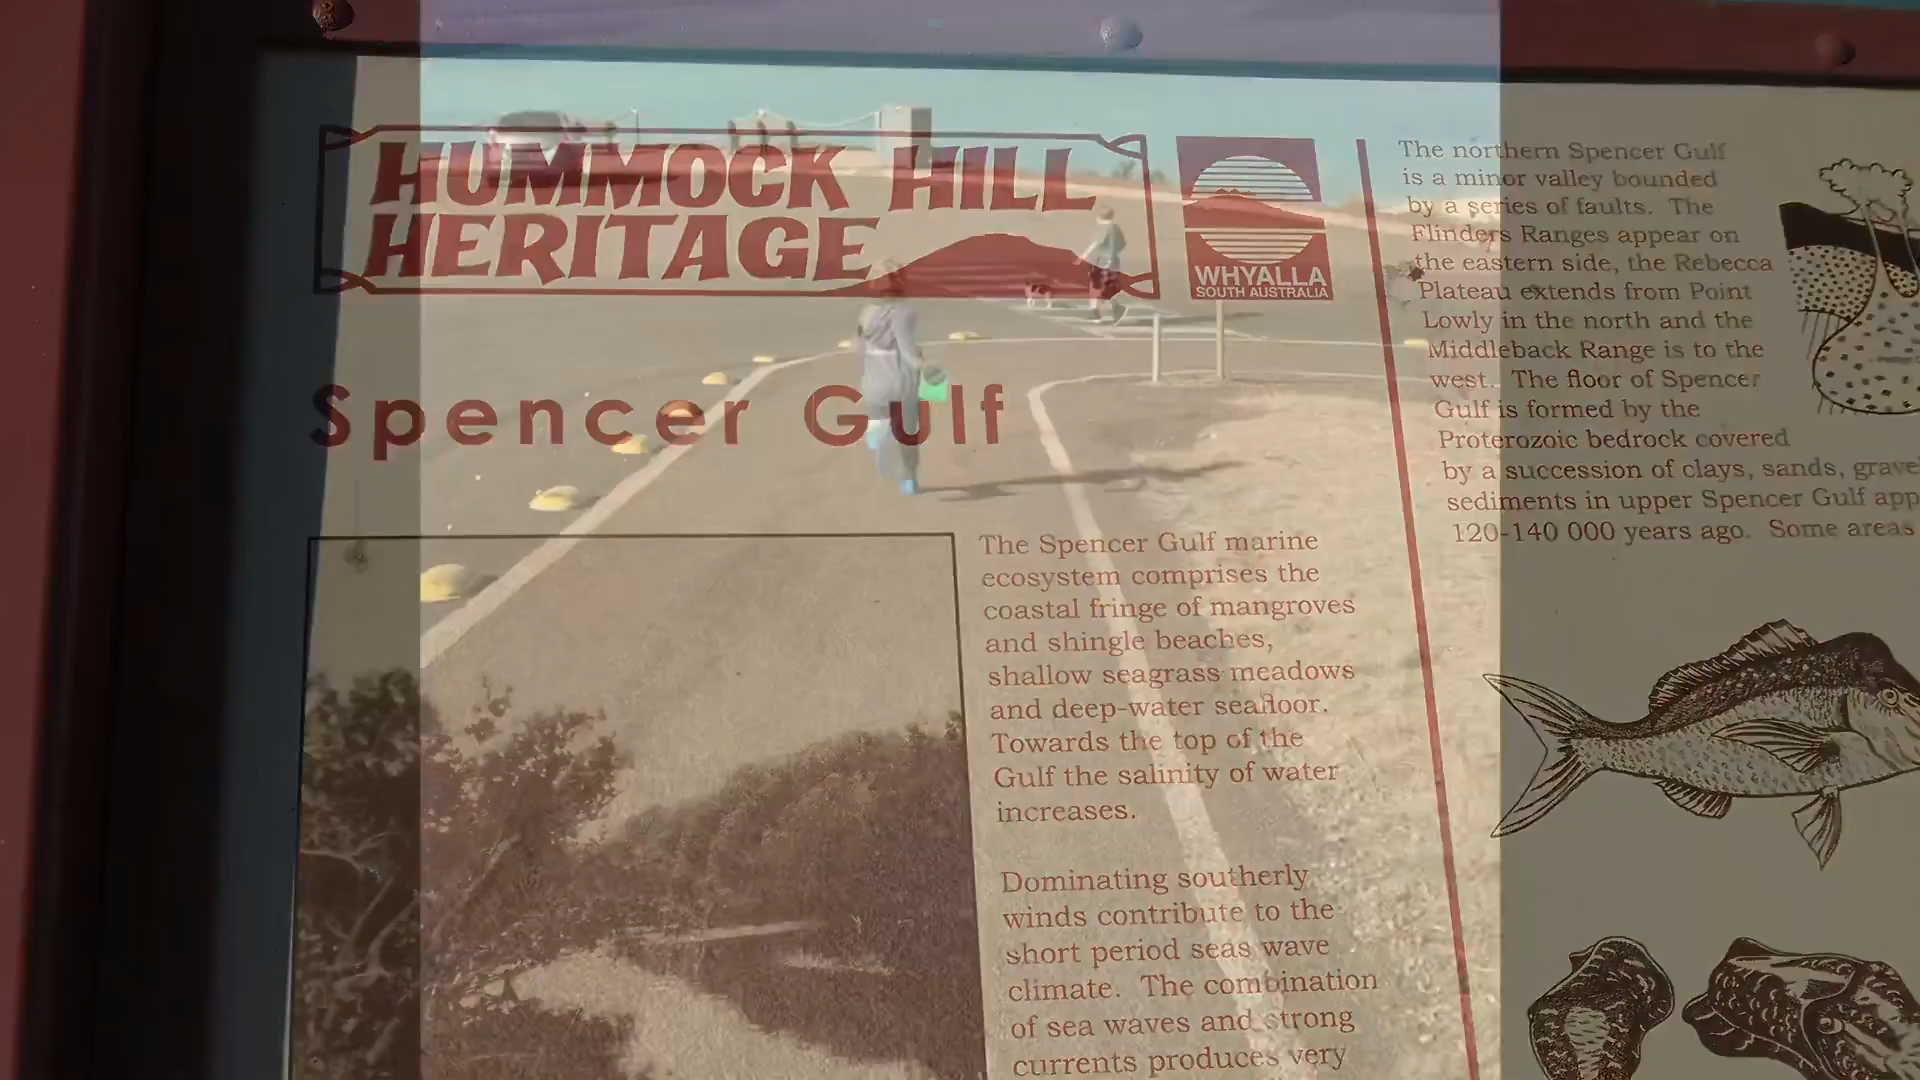 HUMMOCK HILL
HERITAGE
WHYALLA
SOUTH AUSTRALIA
Spencer Gulf
The Spencer Gulf marine
ecosystem comprises the
coastal fringe of mangroves
and shingle beaches,
shallow seagrass meadows
and deep-water seafloor.
Towards the top of the
Gulf the salinity of water
increases.
Dominating southerly
winds contribute to the
short period seas wave
climate. The combination
of sea waves and strong
currents produces very
The northern Spencer Gulf
is a minor valley bounded
by a series of faults. The
Flinders Ranges appear on
the eastern side, the Rebecca
Plateau extends from Point
Lowly in the north and the
Middleback Range is to the
west. The floor of Spencer
Gulf is formed by the
Proterozoic bedrock covered
by a succession of clays, sands,
sediments in upper Spencer Gulf
120-140 000 years ago. Some areas